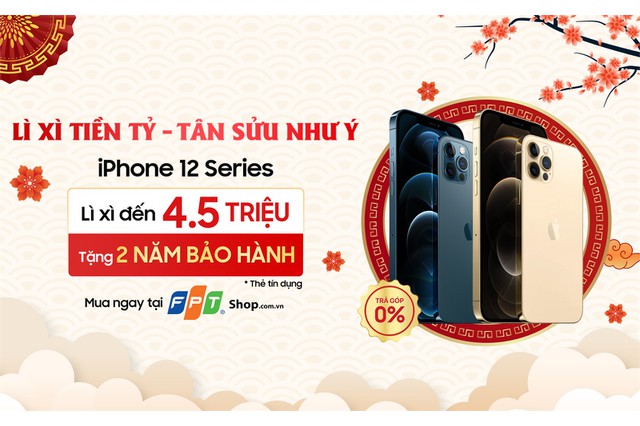 LÌ XÌ TIỀN TỶ - TÂN SỬU NHƯ Ý
iPhone 12 Series
Lì xì đến 4.5 TRIỆU
Tặng 2 NĂM BẢO HÀNH
* Thẻ tín dụng
Mua ngay tại FPT Shop.com.vn
TRẢ GÓP
0%